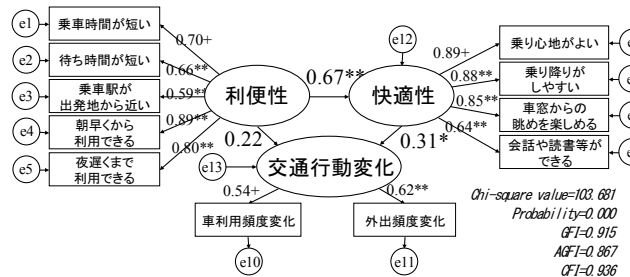 e1
乗車時間が短い
e2
待ち時間が短い
e3
乗車駅が
出発地から近い
e4
朝早くから
利用できる
e5
夜遅くまで
利用できる
0.70+
0.66**
0.59**
0.89**
0.80**
利便性
0.67**
e12
快適性
0.89+
0.88**
0.85**
0.64**
乗り心地がよい
乗り降りが
しやすい
車窓からの
眺めを楽しめる
会話や読書等が
できる
0.22
0.31*
e13
交通行動変化
0.54+
0.62**
車利用頻度変化
外出頻度変化
e10
e11
Chi-square value=103.681
Probability=0.000
GFI=0.915
AGFI=0.867
CFI=0.936